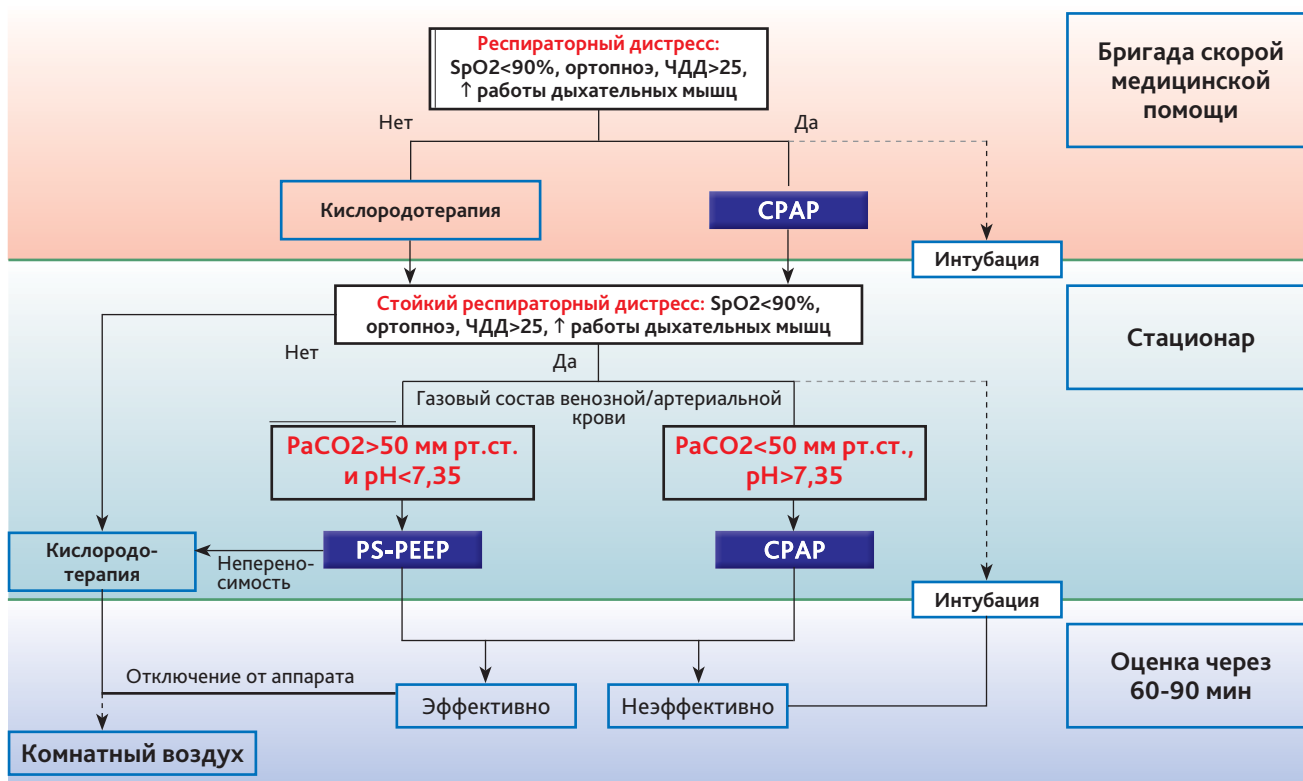 Респираторный дистресс:
SpO2<90%, ортопноэ, ЧДД>25,
↑ работы дыхательных мышц
Бригада скорой
медицинской
помощи
Нет
Да
Кислородотерапия
CPAP
Интубация
Стойкий респираторный дистресс: SpO2<90%,
ортопноэ, ЧДД>25, ↑ работы дыхательных мышц
Стационар
Нет
Да
Газовый состав венозной/артериальной
крови
PaCO2>50 мм рт.ст.
и pH<7,35
PaCO2<50 мм рт.ст.,
pH>7,35
Кислородо-
терапия
Неперено-
симость
PS-PEEP
CPAP
Интубация
Оценка через
60-90 мин
Отключение от аппарата
Эффективно
Неэффективно
Комнатный воздух